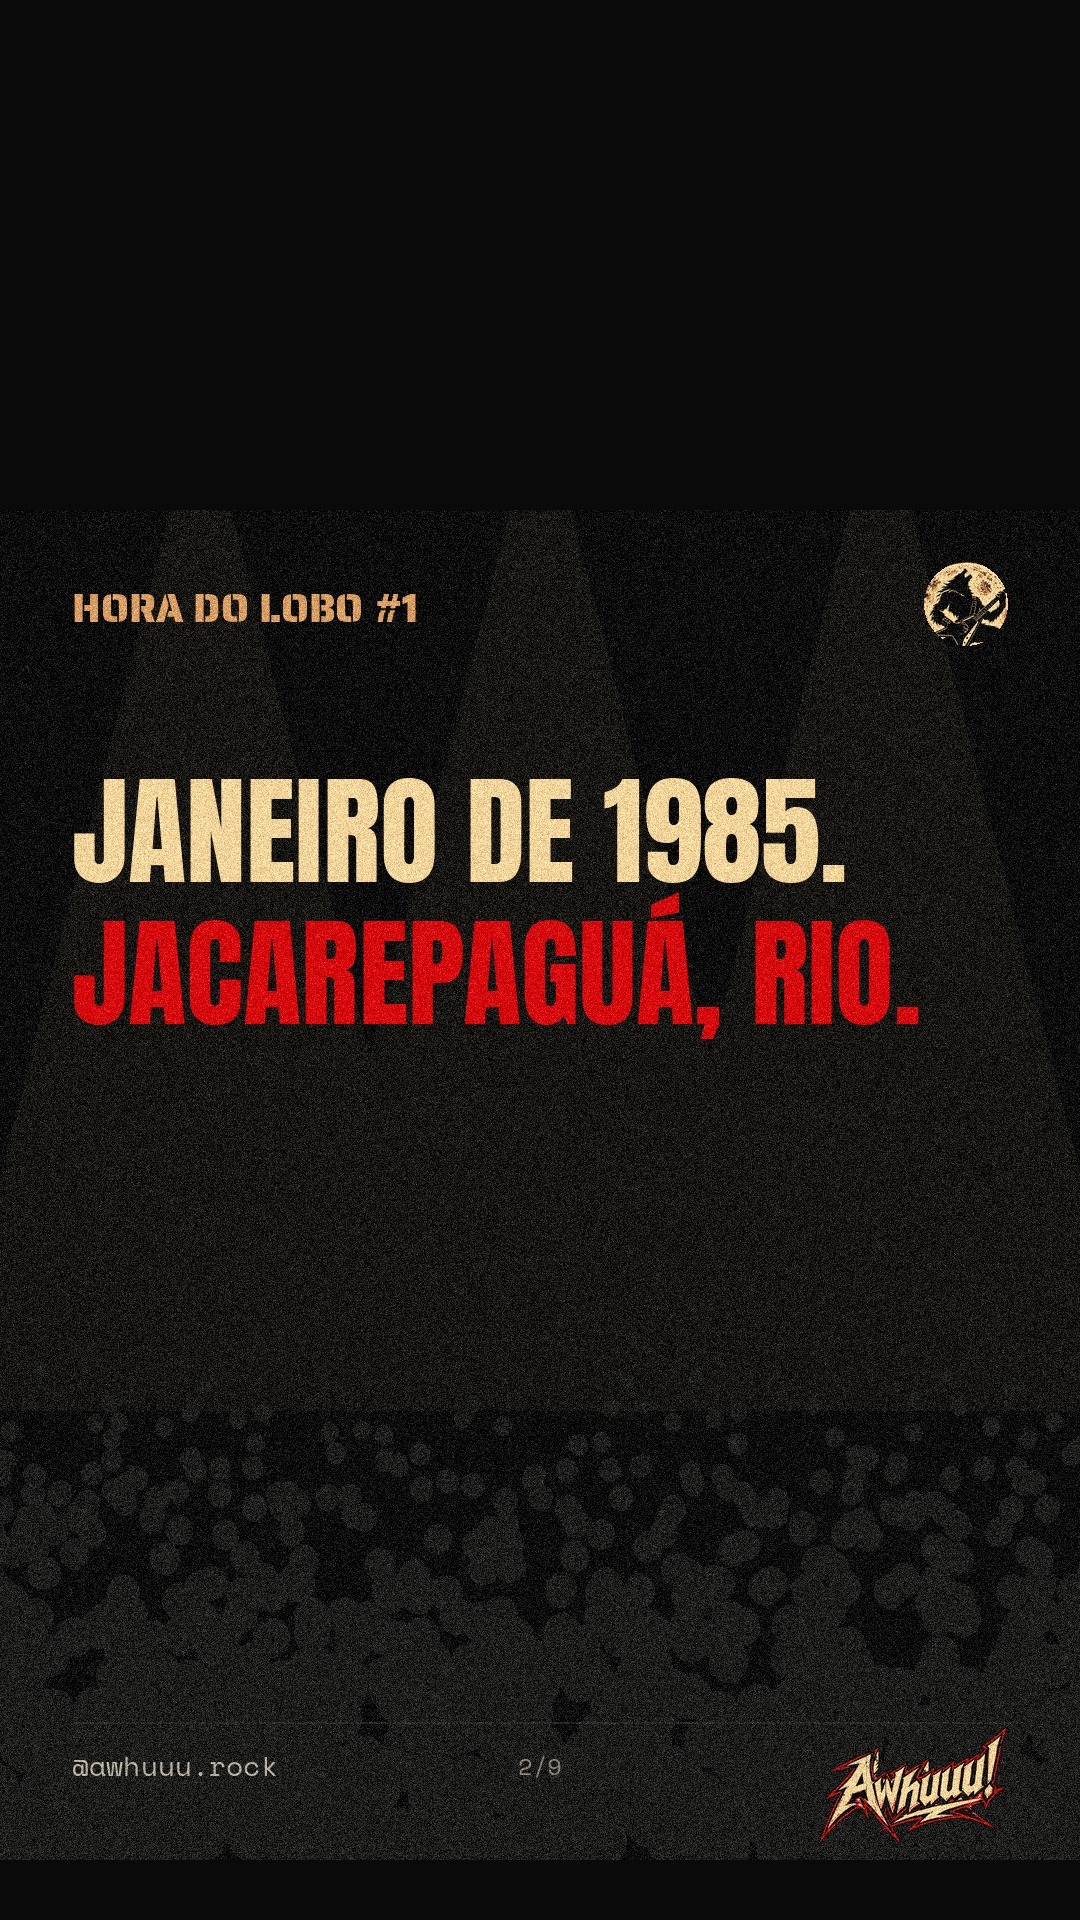 HORA DO LOBO #1
JANEIRO DE 1985.
JACAREPAGUÁ, RIO.
@awhuuu.rock
2/9
Awhuuu!